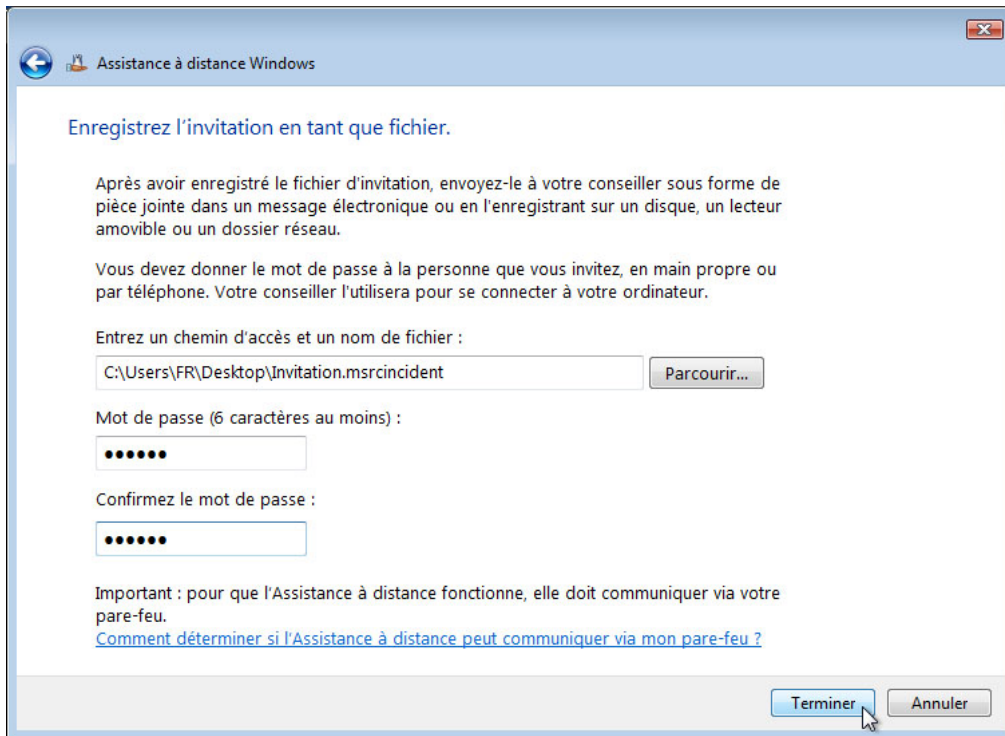 Assistance à distance Windows
Enregistrez l'invitation en tant que fichier.
Après avoir enregistré le fichier d'invitation, envoyez-le à votre conseiller sous forme de
pièce jointe dans un message électronique ou en l'enregistrant sur un disque, un lecteur
amovible ou un dossier réseau.
Vous devez donner le mot de passe à la personne que vous invitez, en main propre ou
par téléphone. Votre conseiller l'utilisera pour se connecter à votre ordinateur.
Entrez un chemin d'accès et un nom de fichier :
C:\Users\FR\Desktop\Invitation.msrcincident
Parcourir...
Mot de passe (6 caractères au moins) :
••••••
Confirmez le mot de passe :
••••••
Important : pour que l'Assistance à distance fonctionne, elle doit communiquer via votre
pare-feu.
Comment déterminer si l'Assistance à distance peut communiquer via mon pare-feu ?
Terminer
Annuler